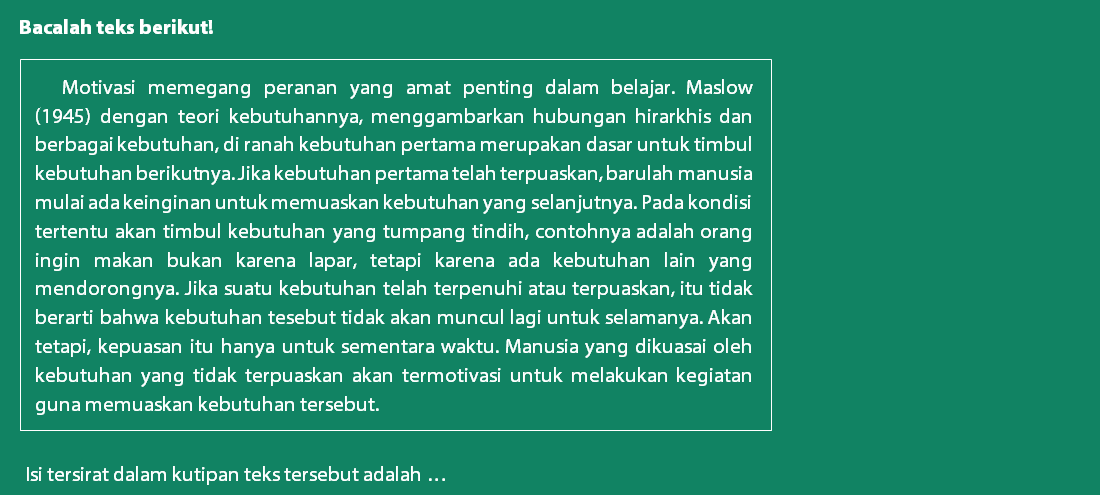 Bacalah teks berikut!
Motivasi memegang peranan yang amat penting dalam belajar. Maslow
(1945) dengan teori kebutuhannya, menggambarkan hubungan hirarkhis dan
berbagai kebutuhan, di ranah kebutuhan pertama merupakan dasar untuk timbul
kebutuhan berikutnya. Jika kebutuhan pertama telah terpuaskan, barulah manusia
mulai ada keinginan untuk memuaskan kebutuhan yang selanjutnya. Pada kondisi
tertentu akan timbul kebutuhan yang tumpang tindih, contohnya adalah orang
ingin makan bukan karena lapar, tetapi karena ada kebutuhan lain yang
mendorongnya. Jika suatu kebutuhan telah terpenuhi atau terpuaskan, itu tidak
berarti bahwa kebutuhan tesebut tidak akan muncul lagi untuk selamanya. Akan
tetapi, kepuasan itu hanya untuk sementara waktu. Manusia yang dikuasai oleh
kebutuhan yang tidak terpuaskan akan termotivasi untuk melakukan kegiatan
guna memuaskan kebutuhan tersebut.
Isi tersirat dalam kutipan teks tersebut adalah ...